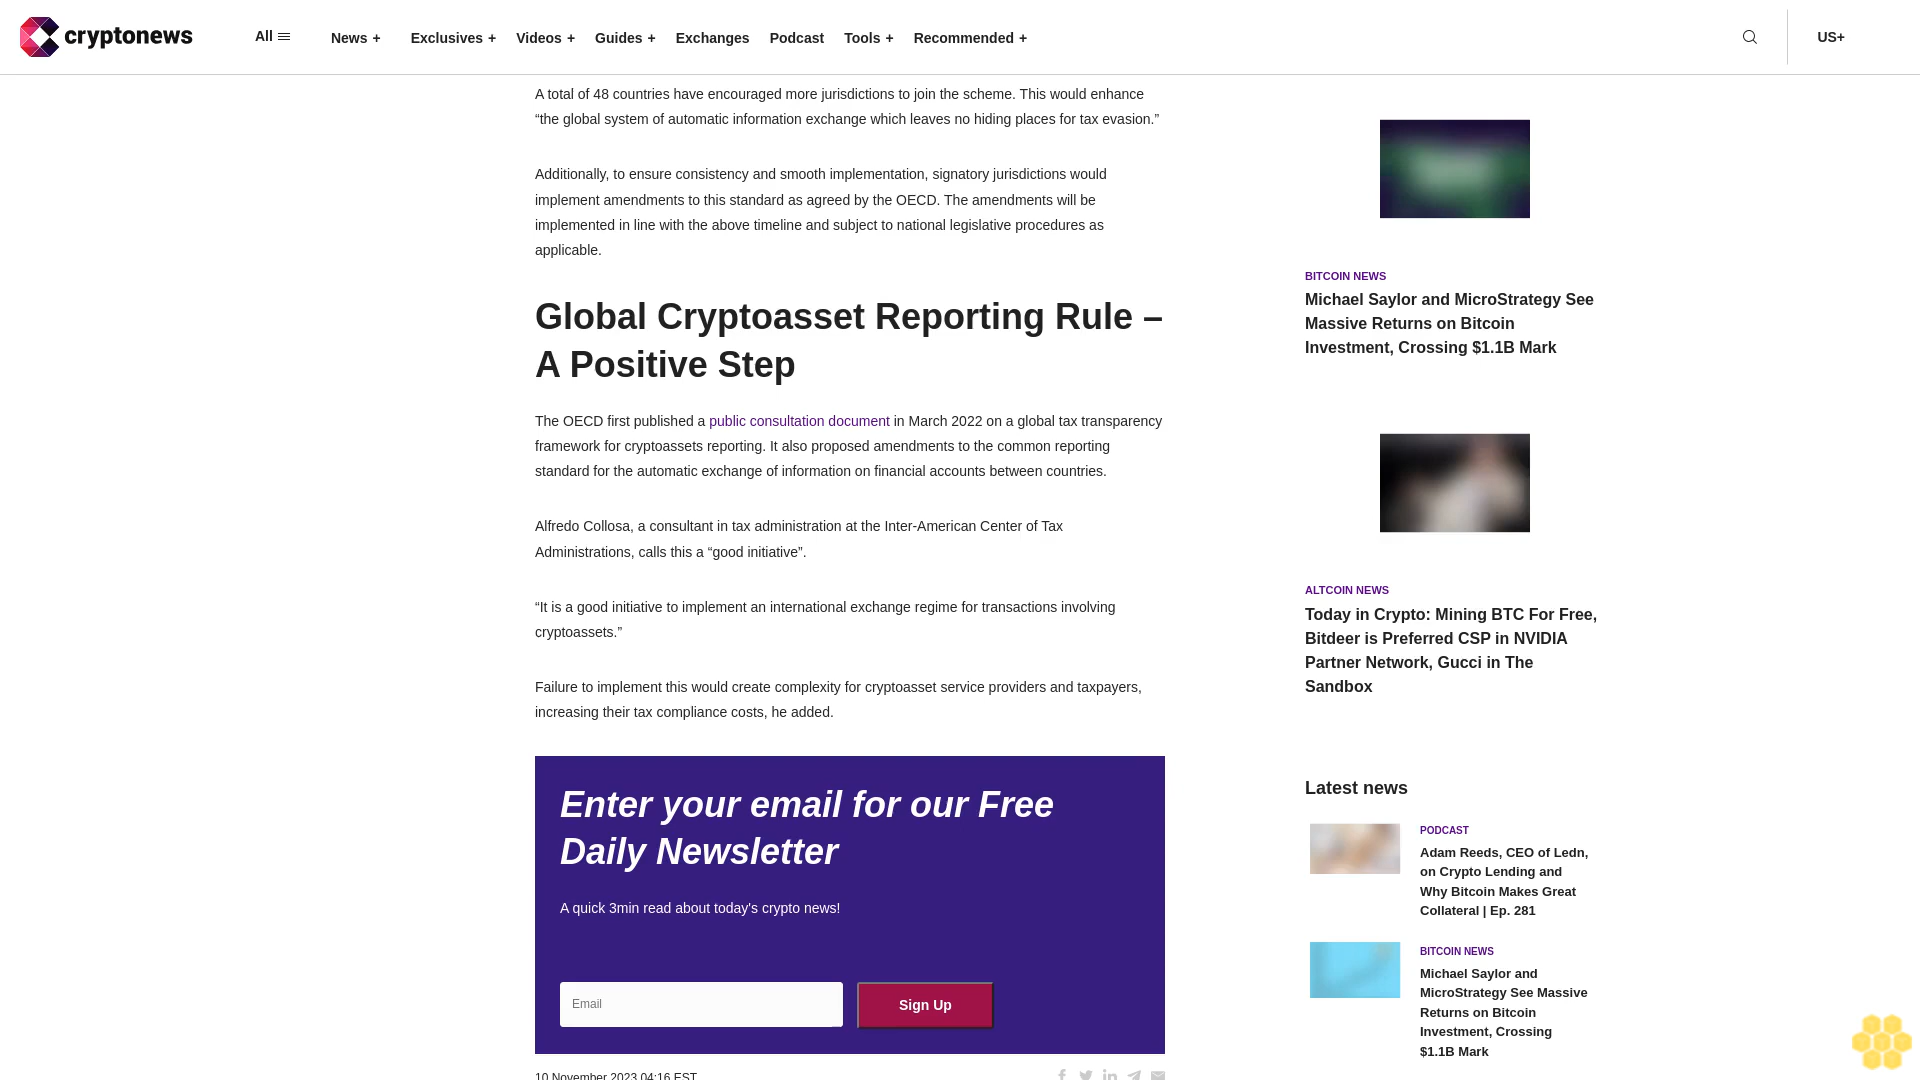 cryptonews
All
News +
Exclusives +
Videos +
Guides +
Exchanges
Podcast
Tools +
Recommended +
US+
A total of 48 countries have encouraged more jurisdictions to join the scheme. This would enhance
“the global system of automatic information exchange which leaves no hiding places for tax evasion.”
Additionally, to ensure consistency and smooth implementation, signatory jurisdictions would
implement amendments to this standard as agreed by the OECD. The amendments will be
implemented in line with the above timeline and subject to national legislative procedures as
applicable.
Global Cryptoasset Reporting Rule –
A Positive Step
The OECD first published a public consultation document in March 2022 on a global tax transparency
framework for cryptoassets reporting. It also proposed amendments to the common reporting
standard for the automatic exchange of information on financial accounts between countries.
Alfredo Collosa, a consultant in tax administration at the Inter-American Center of Tax
Administrations, calls this a “good initiative”.
“It is a good initiative to implement an international exchange regime for transactions involving
cryptoassets.”
Failure to implement this would create complexity for cryptoasset service providers and taxpayers,
increasing their tax compliance costs, he added.
Enter your email for our Free
Daily Newsletter
A quick 3min read about today's crypto news!
Email
Sign Up
10 November 2023 04:16 EST
BITCOIN NEWS
Michael Saylor and MicroStrategy See
Massive Returns on Bitcoin
Investment, Crossing $1.1B Mark
ALTCOIN NEWS
Today in Crypto: Mining BTC For Free,
Bitdeer is Preferred CSP in NVIDIA
Partner Network, Gucci in The
Sandbox
Latest news
PODCAST
Adam Reeds, CEO of Ledn,
on Crypto Lending and
Why Bitcoin Makes Great
Collateral | Ep. 281
BITCOIN NEWS
Michael Saylor and
MicroStrategy See Massive
Returns on Bitcoin
Investment, Crossing
$1.1B Mark